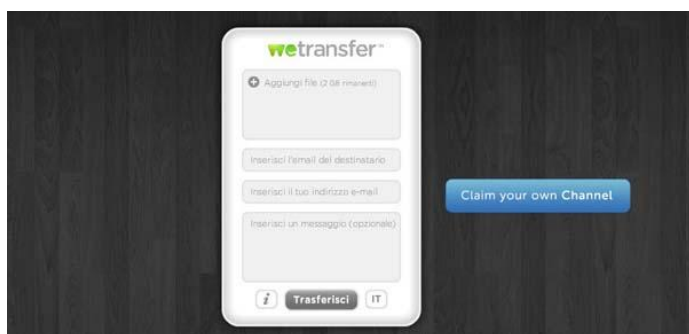 wetransfer™
Aggiungi file (2 GB rimanenti)
Inserisci l'email del destinatario
Inserisci il tuo indirizzo e-mail
Inserisci un messaggio (opzionale)
i Trasferisci IT
Claim your own Channel